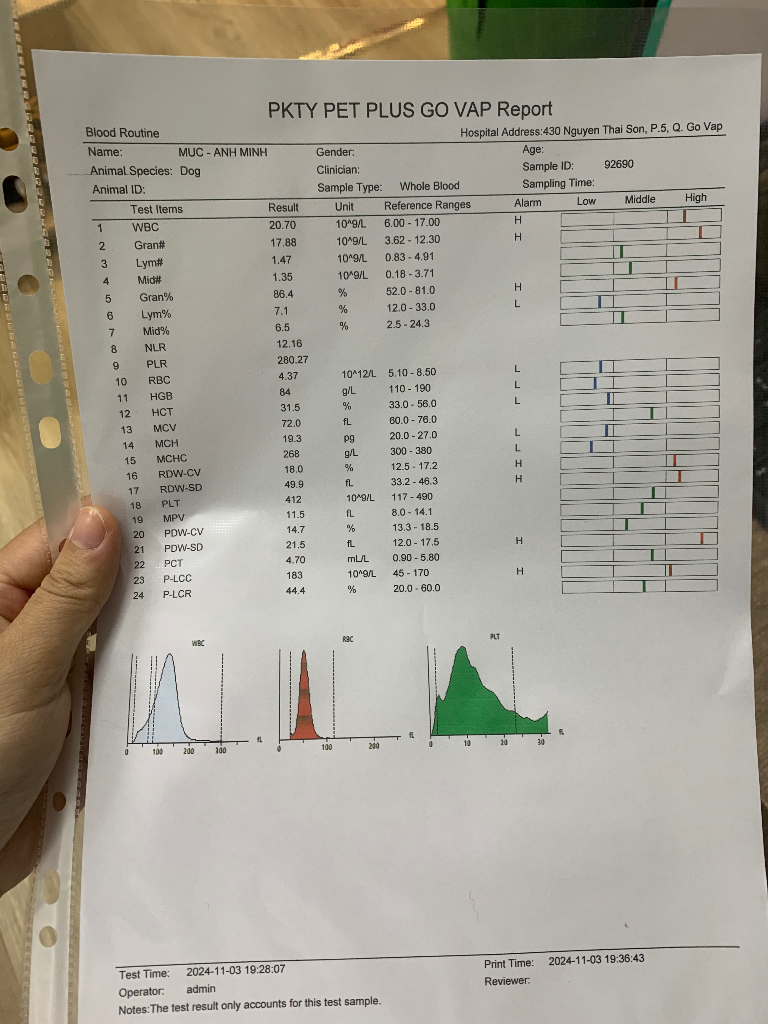 PKTY PET PLUS GO VAP Report
Blood Routine Hospital Address:430 Nguyen Thai Son, P.5, Q. Go Vap
Name: MUC - ANH MINH Gender: Age:
Animal Species: Dog Clinician: Sample ID: 92690
Animal ID: Sample Type: Whole Blood Sampling Time:
Test Items Result Unit Reference Ranges Alarm Low Middle High
1 WBC 20.70 10^9/L 6.00 - 17.00 H
2 Gran# 17.88 10^9/L 3.62 - 12.30 H
3 Lym# 1.47 10^9/L 0.83 - 4.91
4 Mid# 1.35 10^9/L 0.18 - 3.71
5 Gran% 86.4 % 52.0 - 81.0 H
6 Lym% 7.1 % 12.0 - 33.0 L
7 Mid% 6.5 % 2.5 - 24.3
8 NLR 12.16
9 PLR 280.27
10 RBC 4.37 10^12/L 5.10 - 8.50 L
11 HGB 84 g/L 110 - 190 L
12 HCT 31.5 % 33.0 - 56.0 L
13 MCV 72.0 fL 60.0 - 76.0
14 MCH 19.3 pg 20.0 - 27.0 L
15 MCHC 268 g/L 300 - 380 L
16 RDW-CV 18.0 % 12.5 - 17.2 H
17 RDW-SD 49.9 fL 33.2 - 46.3 H
18 PLT 412 10^9/L 117 - 490
19 MPV 11.5 fL 8.0 - 14.1
20 PDW-CV 14.7 % 13.3 - 18.5
21 PDW-SD 21.5 fL 12.0 - 17.5 H
22 PCT 4.70 mL/L 0.90 - 5.80
23 P-LCC 183 10^9/L 45 - 170 H
24 P-LCR 44.4 % 20.0 - 60.0
WBC RBC PLT
0 100 200 300 fL 0 100 200 fL 0 10 20 30 fL
Test Time: 2024-11-03 19:28:07 Print Time: 2024-11-03 19:36:43
Operator: admin Reviewer:
Notes:The test result only accounts for this test sample.